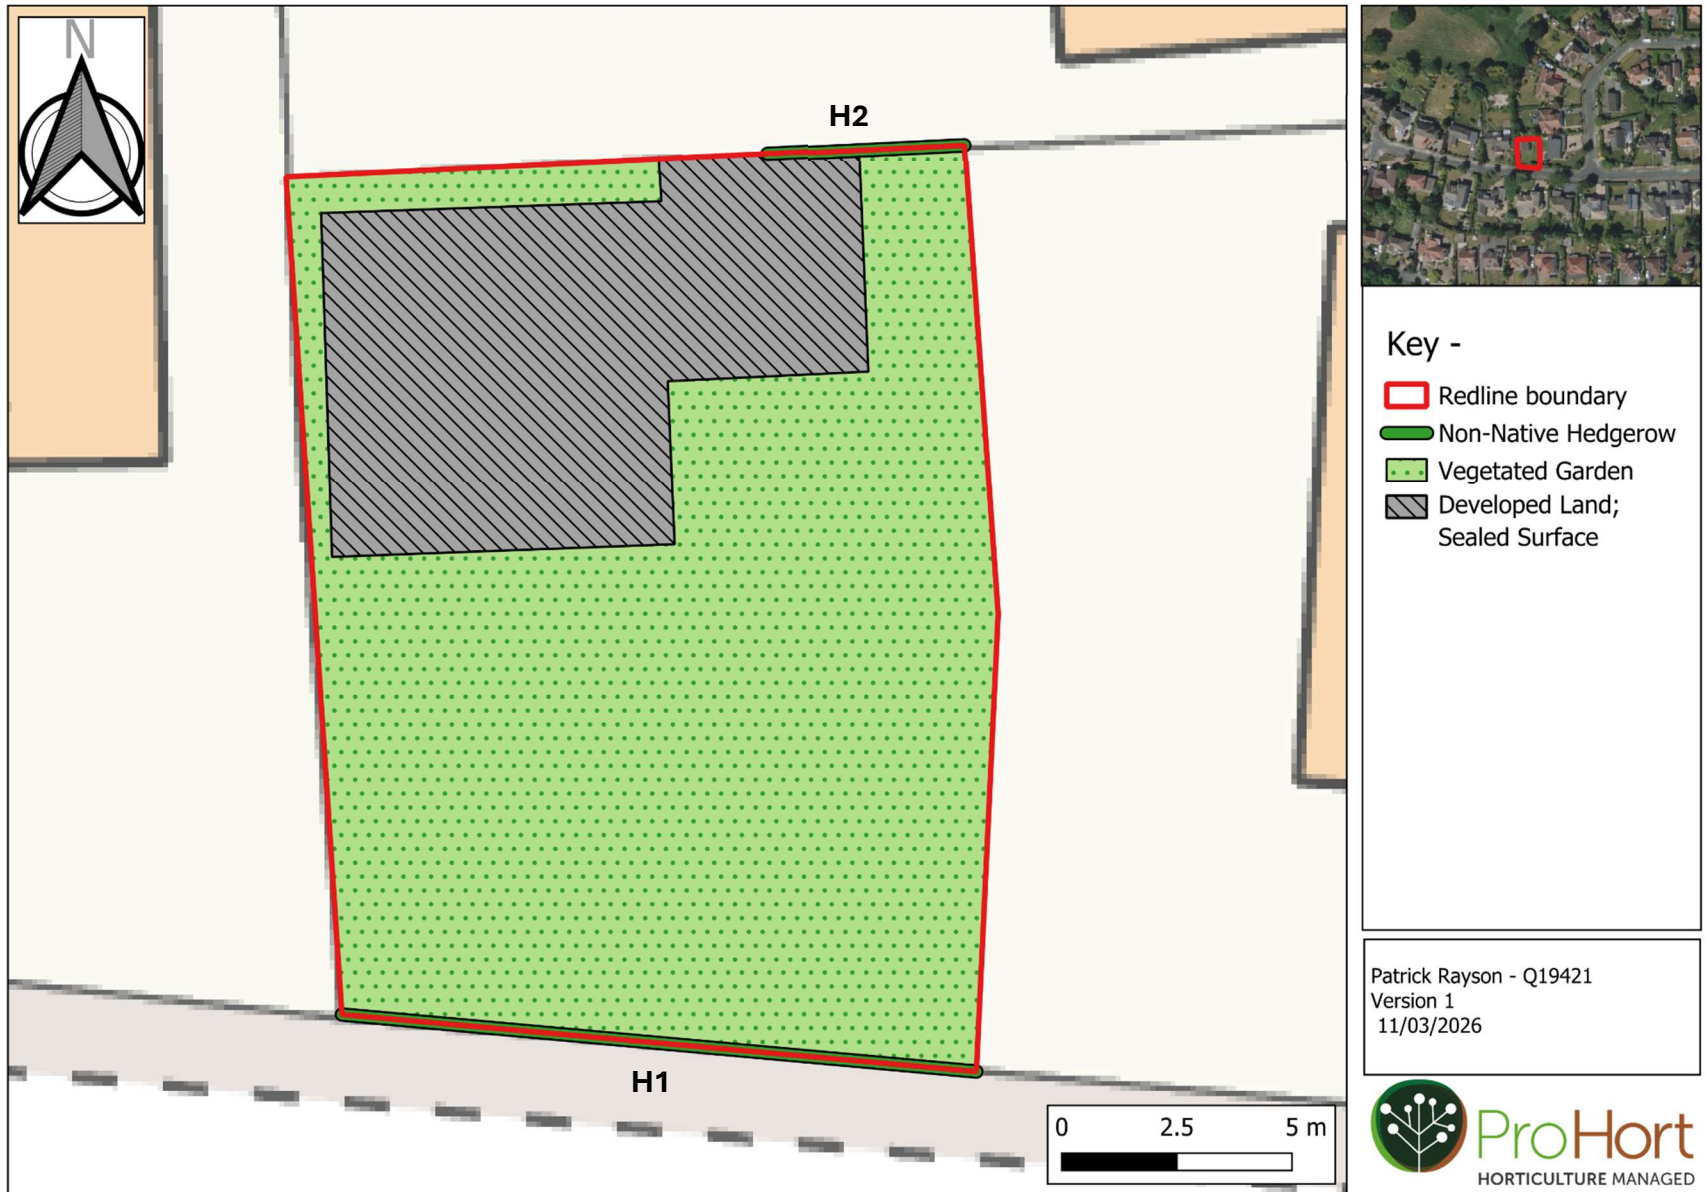 N
H2
H1
0 2.5 5 m
Key -
Redline boundary
Non-Native Hedgerow
Vegetated Garden
Developed Land;
Sealed Surface
Patrick Rayson - Q19421
Version 1
11/03/2026
ProHort
HORTICULTURE MANAGED